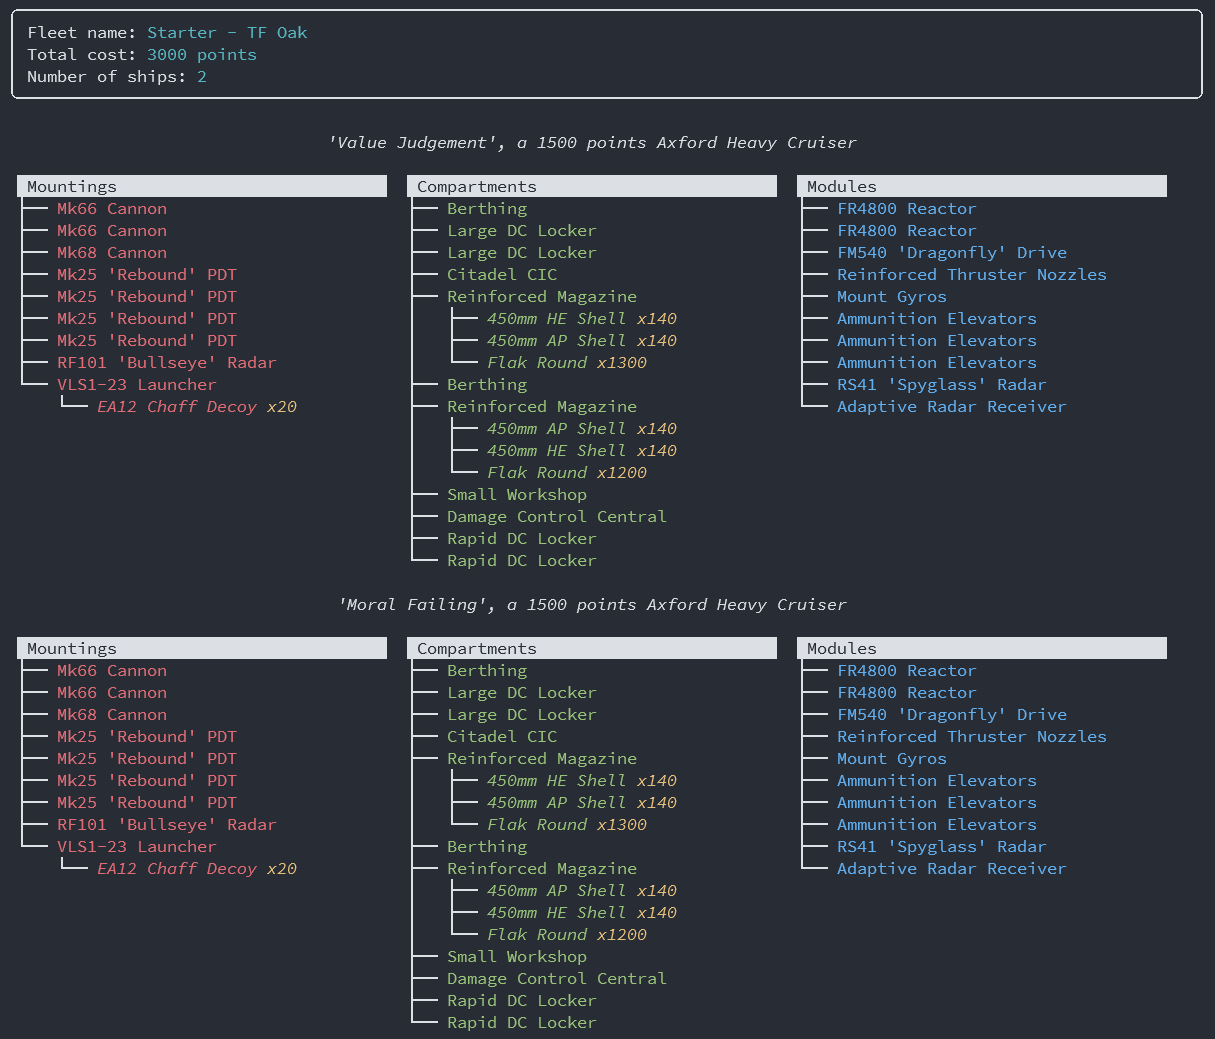 Fleet name: Starter - TF Oak
Total cost: 3000 points
Number of ships: 2
'Value Judgement', a 1500 points Axford Heavy Cruiser
Mountings
Mk66 Cannon
Mk66 Cannon
Mk68 Cannon
Mk25 'Rebound' PDT
Mk25 'Rebound' PDT
Mk25 'Rebound' PDT
Mk25 'Rebound' PDT
RF101 'Bullseye' Radar
VLS1-23 Launcher
EA12 Chaff Decoy x20
Compartments
Berthing
Large DC Locker
Large DC Locker
Citadel CIC
Reinforced Magazine
450mm HE Shell x140
450mm AP Shell x140
Flak Round x1300
Berthing
Reinforced Magazine
450mm AP Shell x140
450mm HE Shell x140
Flak Round x1200
Small Workshop
Damage Control Central
Rapid DC Locker
Rapid DC Locker
Modules
FR4800 Reactor
FR4800 Reactor
FM540 'Dragonfly' Drive
Reinforced Thruster Nozzles
Mount Gyros
Ammunition Elevators
Ammunition Elevators
Ammunition Elevators
RS41 'Spyglass' Radar
Adaptive Radar Receiver
'Moral Failing', a 1500 points Axford Heavy Cruiser
Mountings
Mk66 Cannon
Mk66 Cannon
Mk68 Cannon
Mk25 'Rebound' PDT
Mk25 'Rebound' PDT
Mk25 'Rebound' PDT
Mk25 'Rebound' PDT
RF101 'Bullseye' Radar
VLS1-23 Launcher
EA12 Chaff Decoy x20
Compartments
Berthing
Large DC Locker
Large DC Locker
Citadel CIC
Reinforced Magazine
450mm HE Shell x140
450mm AP Shell x140
Flak Round x1300
Berthing
Reinforced Magazine
450mm AP Shell x140
450mm HE Shell x140
Flak Round x1200
Small Workshop
Damage Control Central
Rapid DC Locker
Rapid DC Locker
Modules
FR4800 Reactor
FR4800 Reactor
FM540 'Dragonfly' Drive
Reinforced Thruster Nozzles
Mount Gyros
Ammunition Elevators
Ammunition Elevators
Ammunition Elevators
RS41 'Spyglass' Radar
Adaptive Radar Receiver